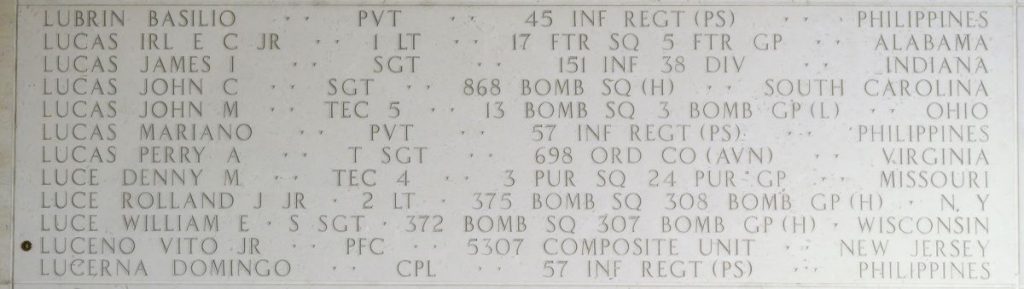 LUBRIN BASILIO · · PVT · · 45 INF REGT (PS) · · · PHILIPPINES
LUCAS IRL E C JR · · 1 LT · · 17 FTR SQ 5 FTR GP · · ALABAMA
LUCAS JAMES I · · SGT · · 151 INF 38 DIV · · · INDIANA
LUCAS JOHN C · · SGT · · 868 BOMB SQ (H) · · SOUTH CAROLINA
LUCAS JOHN M · · TEC 5 · · 13 BOMB SQ 3 BOMB GP (L) · · OHIO
LUCAS MARIANO · · PVT · · 57 INF REGT (PS) · · · PHILIPPINES
LUCAS PERRY A · · T SGT · · 698 ORD CO (AVN) · · VIRGINIA
LUCE DENNY M · · TEC 4 · · 3 PUR SQ 24 PUR GP · · MISSOURI
LUCE ROLLAND J JR · 2 LT · 375 BOMB SQ 308 BOMB GP (H) · N. Y
LUCE WILLIAM E · S SGT · 372 BOMB SQ 307 BOMB GP (H) · WISCONSIN
LUCENO VITO JR · · PFC · · 5307 COMPOSITE UNIT · · NEW JERSEY
LUCERNA DOMINGO · · CPL · · 57 INF REGT (PS) · · · PHILIPPINES